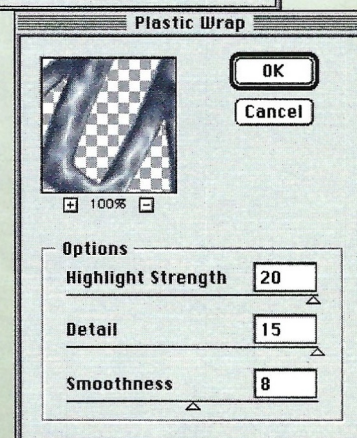 Plastic Wrap
OK
Cancel
+ 100% -
Options
Highlight Strength 20
Detail 15
Smoothness 8